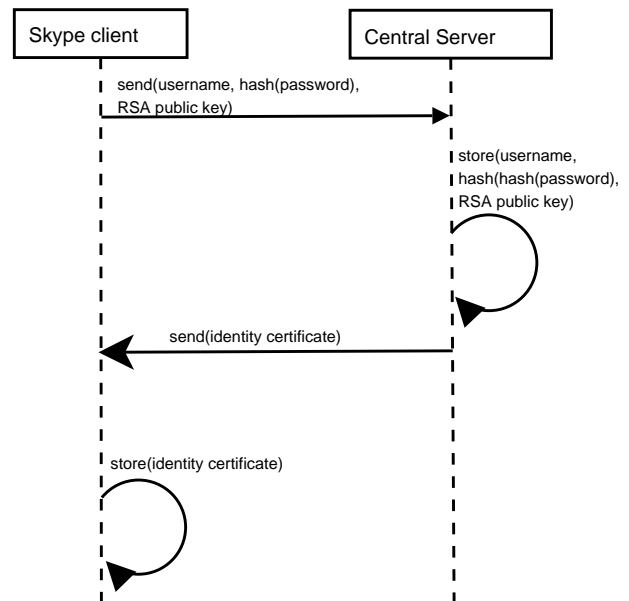 Skype client
Central Server
send(username, hash(password),
RSA public key)
store(username,
hash(hash(password),
RSA public key)
send(identity certificate)
store(identity certificate)